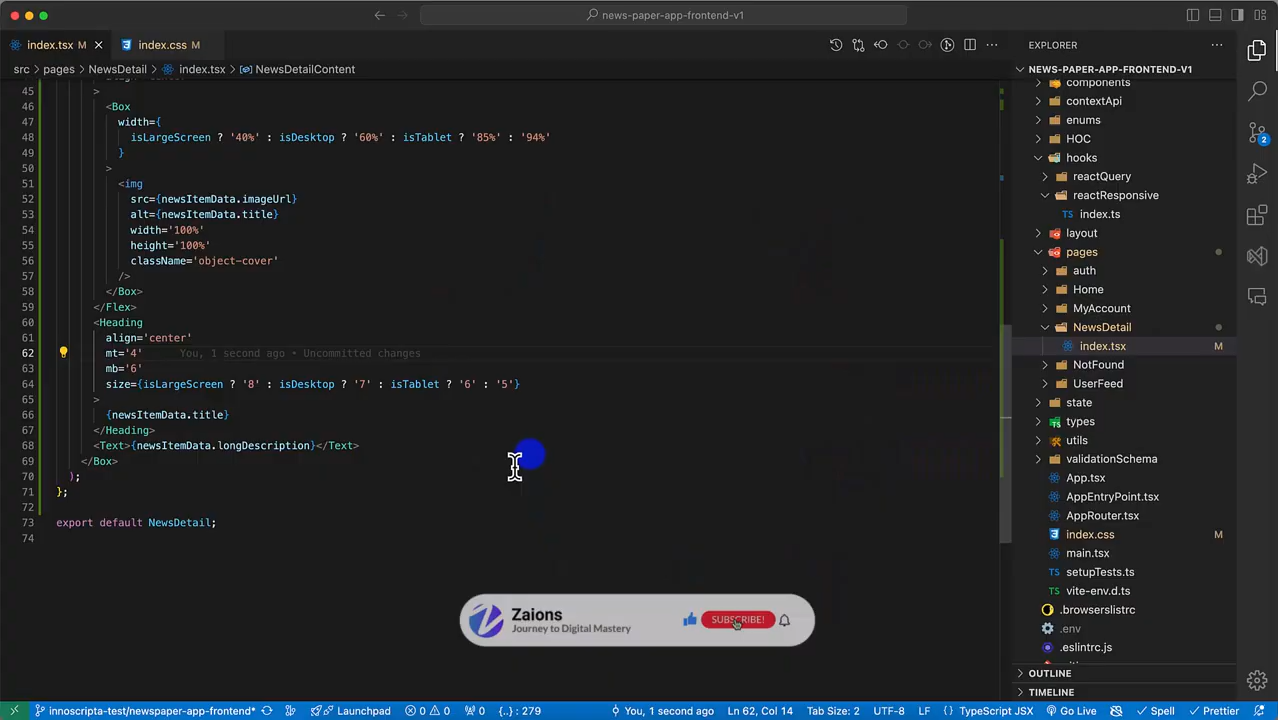 news-paper-app-frontend-v1
index.tsx M
index.css M
EXPLORER
src > pages > NewsDetail > index.tsx > NewsDetailContent
NEWS-PAPER-APP-FRONTEND-V1
45 >
46 <Box
47 width={
48 isLargeScreen ? '40%' : isDesktop ? '60%' : isTablet ? '85%' : '94%'
49 }
50 >
51 <img
52 src={newsItemData.imageUrl}
53 alt={newsItemData.title}
54 width='100%'
55 height='100%'
56 className='object-cover'
57 />
58 </Box>
59 </Flex>
60 <Heading
61 align='center'
62 mt='4' You, 1 second ago • Uncommitted changes
63 mb='6'
64 size={isLargeScreen ? '8' : isDesktop ? '7' : isTablet ? '6' : '5'}
65 >
66 {newsItemData.title}
67 </Heading>
68 <Text>{newsItemData.longDescription}</Text>
69 </Box>
70 );
71 };
72
73 export default NewsDetail;
74
components
contextApi
enums
HOC
hooks
reactQuery
reactResponsive
TS index.ts
layout
pages
auth
Home
MyAccount
NewsDetail
index.tsx M
NotFound
UserFeed
state
types
utils
validationSchema
App.tsx
AppEntryPoint.tsx
AppRouter.tsx
index.css M
main.tsx
TS setupTests.ts
TS vite-env.d.ts
.browserslistrc
.env
.eslintrc.js
OUTLINE
TIMELINE
2
Zaions
Journey to Digital Mastery
SUBSCRIBE!
innoscripta-test/newspaper-app-frontend* Launchpad 0 0 0 {..} : 279 You, 1 second ago Ln 62, Col 14 Tab Size: 2 UTF-8 LF {} TypeScript JSX Go Live Spell Prettier